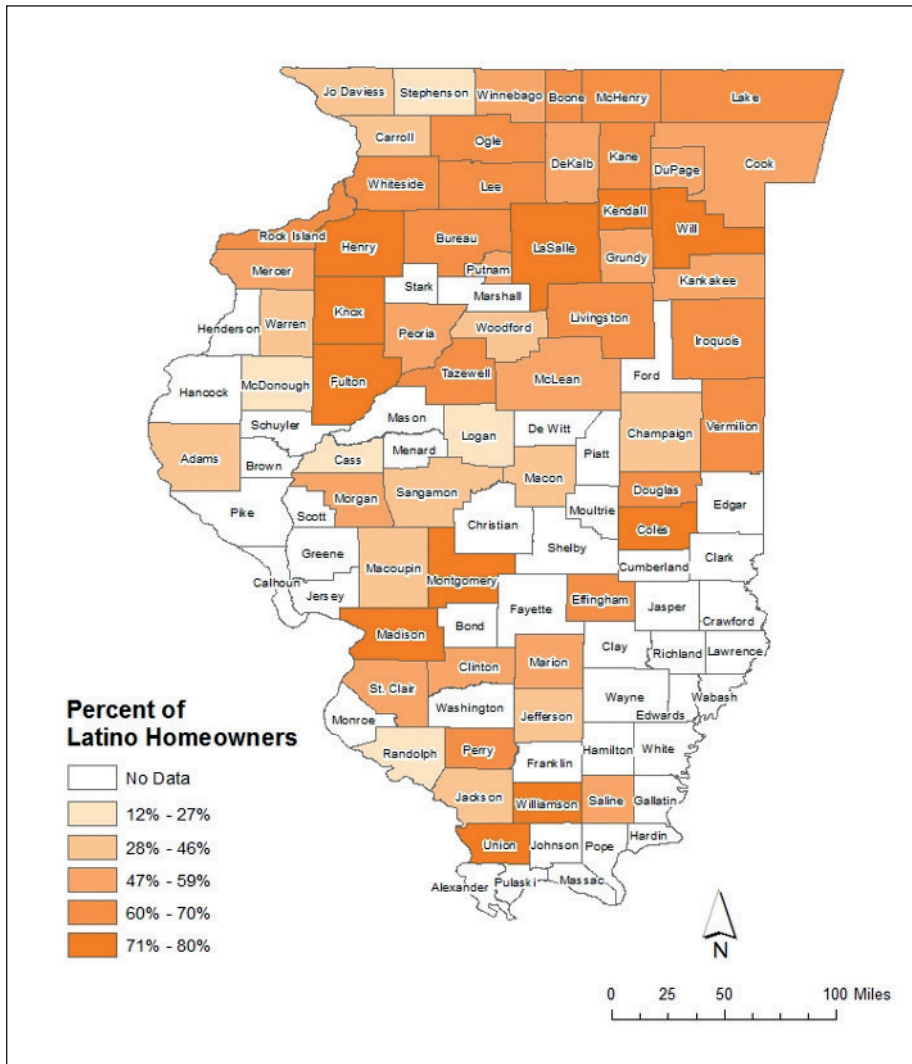 Jo Daviess
Stephenson
Winnebago
Boone
McHenry
Lake
Carroll
Ogle
DeKalb
Kane
DuPage
Cook
Whiteside
Lee
Kendall
Will
Rock Island
Henry
Bureau
LaSalle
Grundy
Mercer
Putnam
Kankakee
Stark
Marshall
Knox
Henderson
Warren
Peoria
Woodford
Livingston
Iroquois
Tazewell
McLean
Ford
Hancock
McDonough
Fulton
Mason
Schuyler
Logan
De Witt
Champaign
Vermilion
Adams
Brown
Cass
Menard
Macon
Piatt
Douglas
Morgan
Sangamon
Moultrie
Edgar
Pike
Scott
Christian
Coles
Greene
Shelby
Clark
Calhoun
Macoupin
Montgomery
Cumberland
Jersey
Fayette
Effingham
Jasper
Crawford
Madison
Bond
Clay
Richland
Lawrence
Clinton
Marion
St. Clair
Wayne
Wabash
Monroe
Washington
Jefferson
Edwards
Randolph
Perry
Franklin
Hamilton
White
Jackson
Williamson
Saline
Gallatin
Union
Johnson
Pope
Hardin
Alexander
Pulaski
Massac
Percent of
Latino Homeowners
No Data
12% - 27%
28% - 46%
47% - 59%
60% - 70%
71% - 80%
N
0 25 50 100 Miles